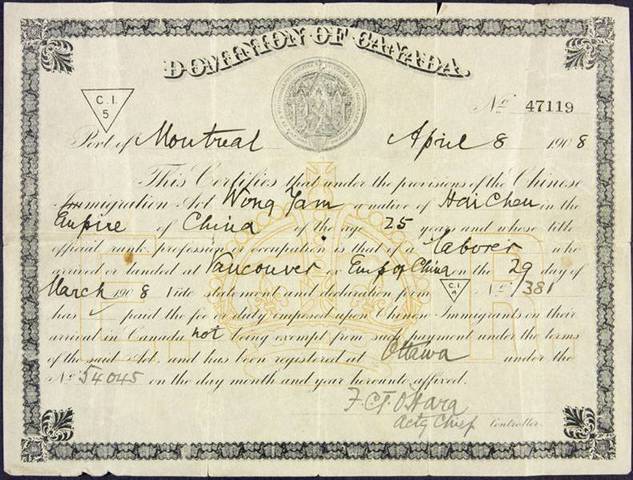 DOMINION OF CANADA.
C.I.
5
No 47119
Port of Montreal April 8 1908
This Certifies that under the provisions of the Chinese
Immigration Act Wong Yam a native of Hai Chen in the
Empire of China of the age 25 years and whose title
official rank profession or occupation is that of a laborer who
arrived or landed at Vancouver ex Emp of China on the 29 day of
March 1908 Vide statement and declaration form C.I. 4 No 1381
has ✓ paid the fee or duty imposed upon Chinese Immigrants on their
arrival in Canada not being exempt from such payment under the terms
of the said Act, and has been registered at Ottawa under the
No 54045 on the day month and year hereunto affixed.
F.C.T. O'Hara
Actg Chief Controller.
E R